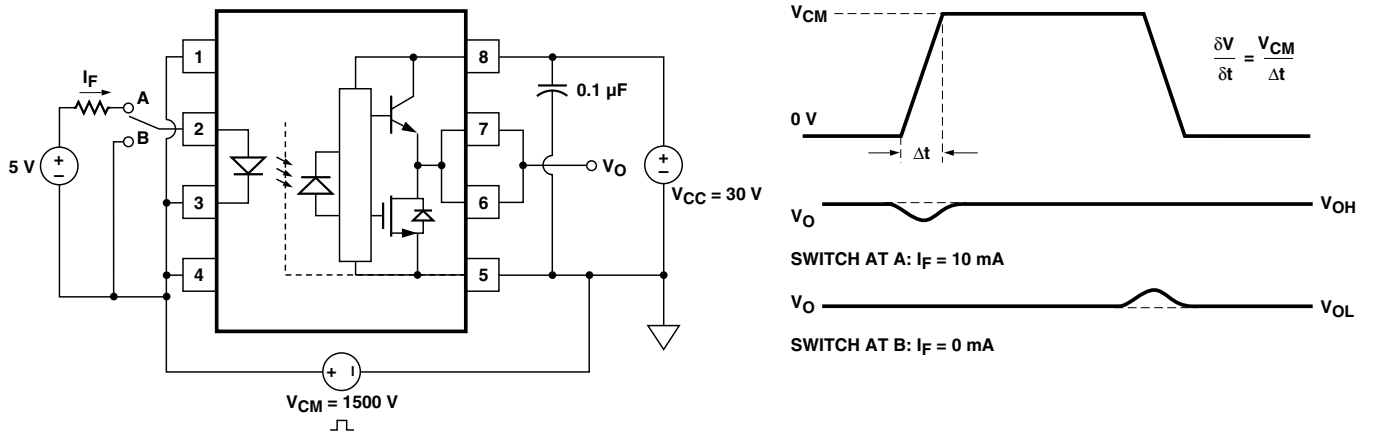 I_F
A
B
5 V
+
−
1
2
3
4
8
7
6
5
0.1 µF
V_O
+
−
V_CC = 30 V
+ −
V_CM = 1500 V
V_CM
0 V
Δt
δV/δt = V_CM/Δt
V_O
V_OH
SWITCH AT A: I_F = 10 mA
V_O
V_OL
SWITCH AT B: I_F = 0 mA